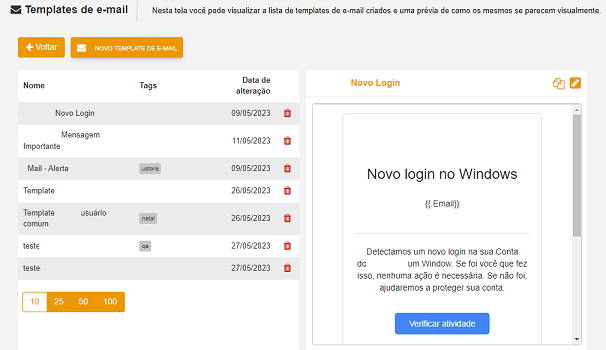 Templates de e-mail
Nesta tela você pode visualizar a lista de templates de e-mail criados e uma prévia de como os mesmos se parecem visualmente.
Voltar
NOVO TEMPLATE DE E-MAIL
Nome Tags Data de
alteração
Novo Login 09/05/2023
Mensagem
Importante 11/05/2023
Mail - Alerta ustore 09/05/2023
Template 26/05/2023
Template usuário
comum natal 26/05/2023
teste qa 27/05/2023
teste 27/05/2023
10 25 50 100
Novo Login
Novo login no Windows
{{.Email}}
Detectamos um novo login na sua Conta
do um Window. Se foi você que fez
isso, nenhuma ação é necessária. Se não foi,
ajudaremos a proteger sua conta.
Verificar atividade